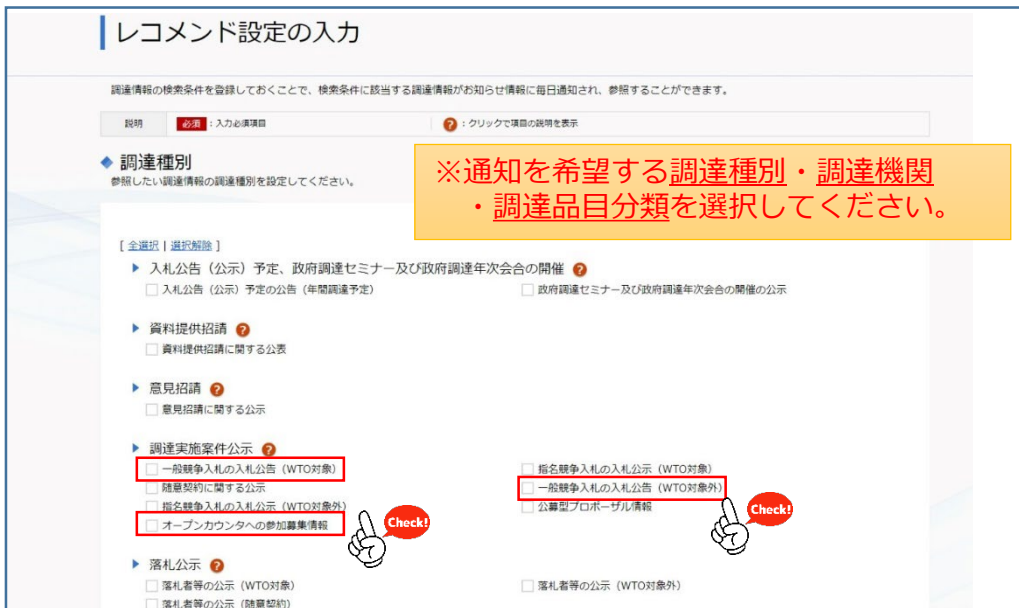 レコメンド設定の入力
調達情報の検索条件を登録しておくことで、検索条件に該当する調達情報がお知らせ情報に毎日通知され、参照することができます。
説明 必須 : 入力必須項目 ? : クリックで項目の説明を表示
調達種別
参照したい調達情報の調達種別を設定してください。
※通知を希望する調達種別・調達機関
・調達品目分類を選択してください。
[ 全選択 | 選択解除 ]
入札公告（公示）予定、政府調達セミナー及び政府調達年次会合の開催 ?
入札公告（公示）予定の公告（年間調達予定） 政府調達セミナー及び政府調達年次会合の開催の公示
資料提供招請 ?
資料提供招請に関する公表
意見招請 ?
意見招請に関する公示
調達実施案件公示 ?
一般競争入札の入札公告（WTO対象） 指名競争入札の入札公示（WTO対象）
随意契約に関する公示 一般競争入札の入札公告（WTO対象外）
指名競争入札の入札公示（WTO対象外） 公募型プロポーザル情報
オープンカウンタへの参加募集情報
Check!
Check!
落札公示 ?
落札者等の公示（WTO対象） 落札者等の公示（WTO対象外）
落札者等の公示（随意契約）